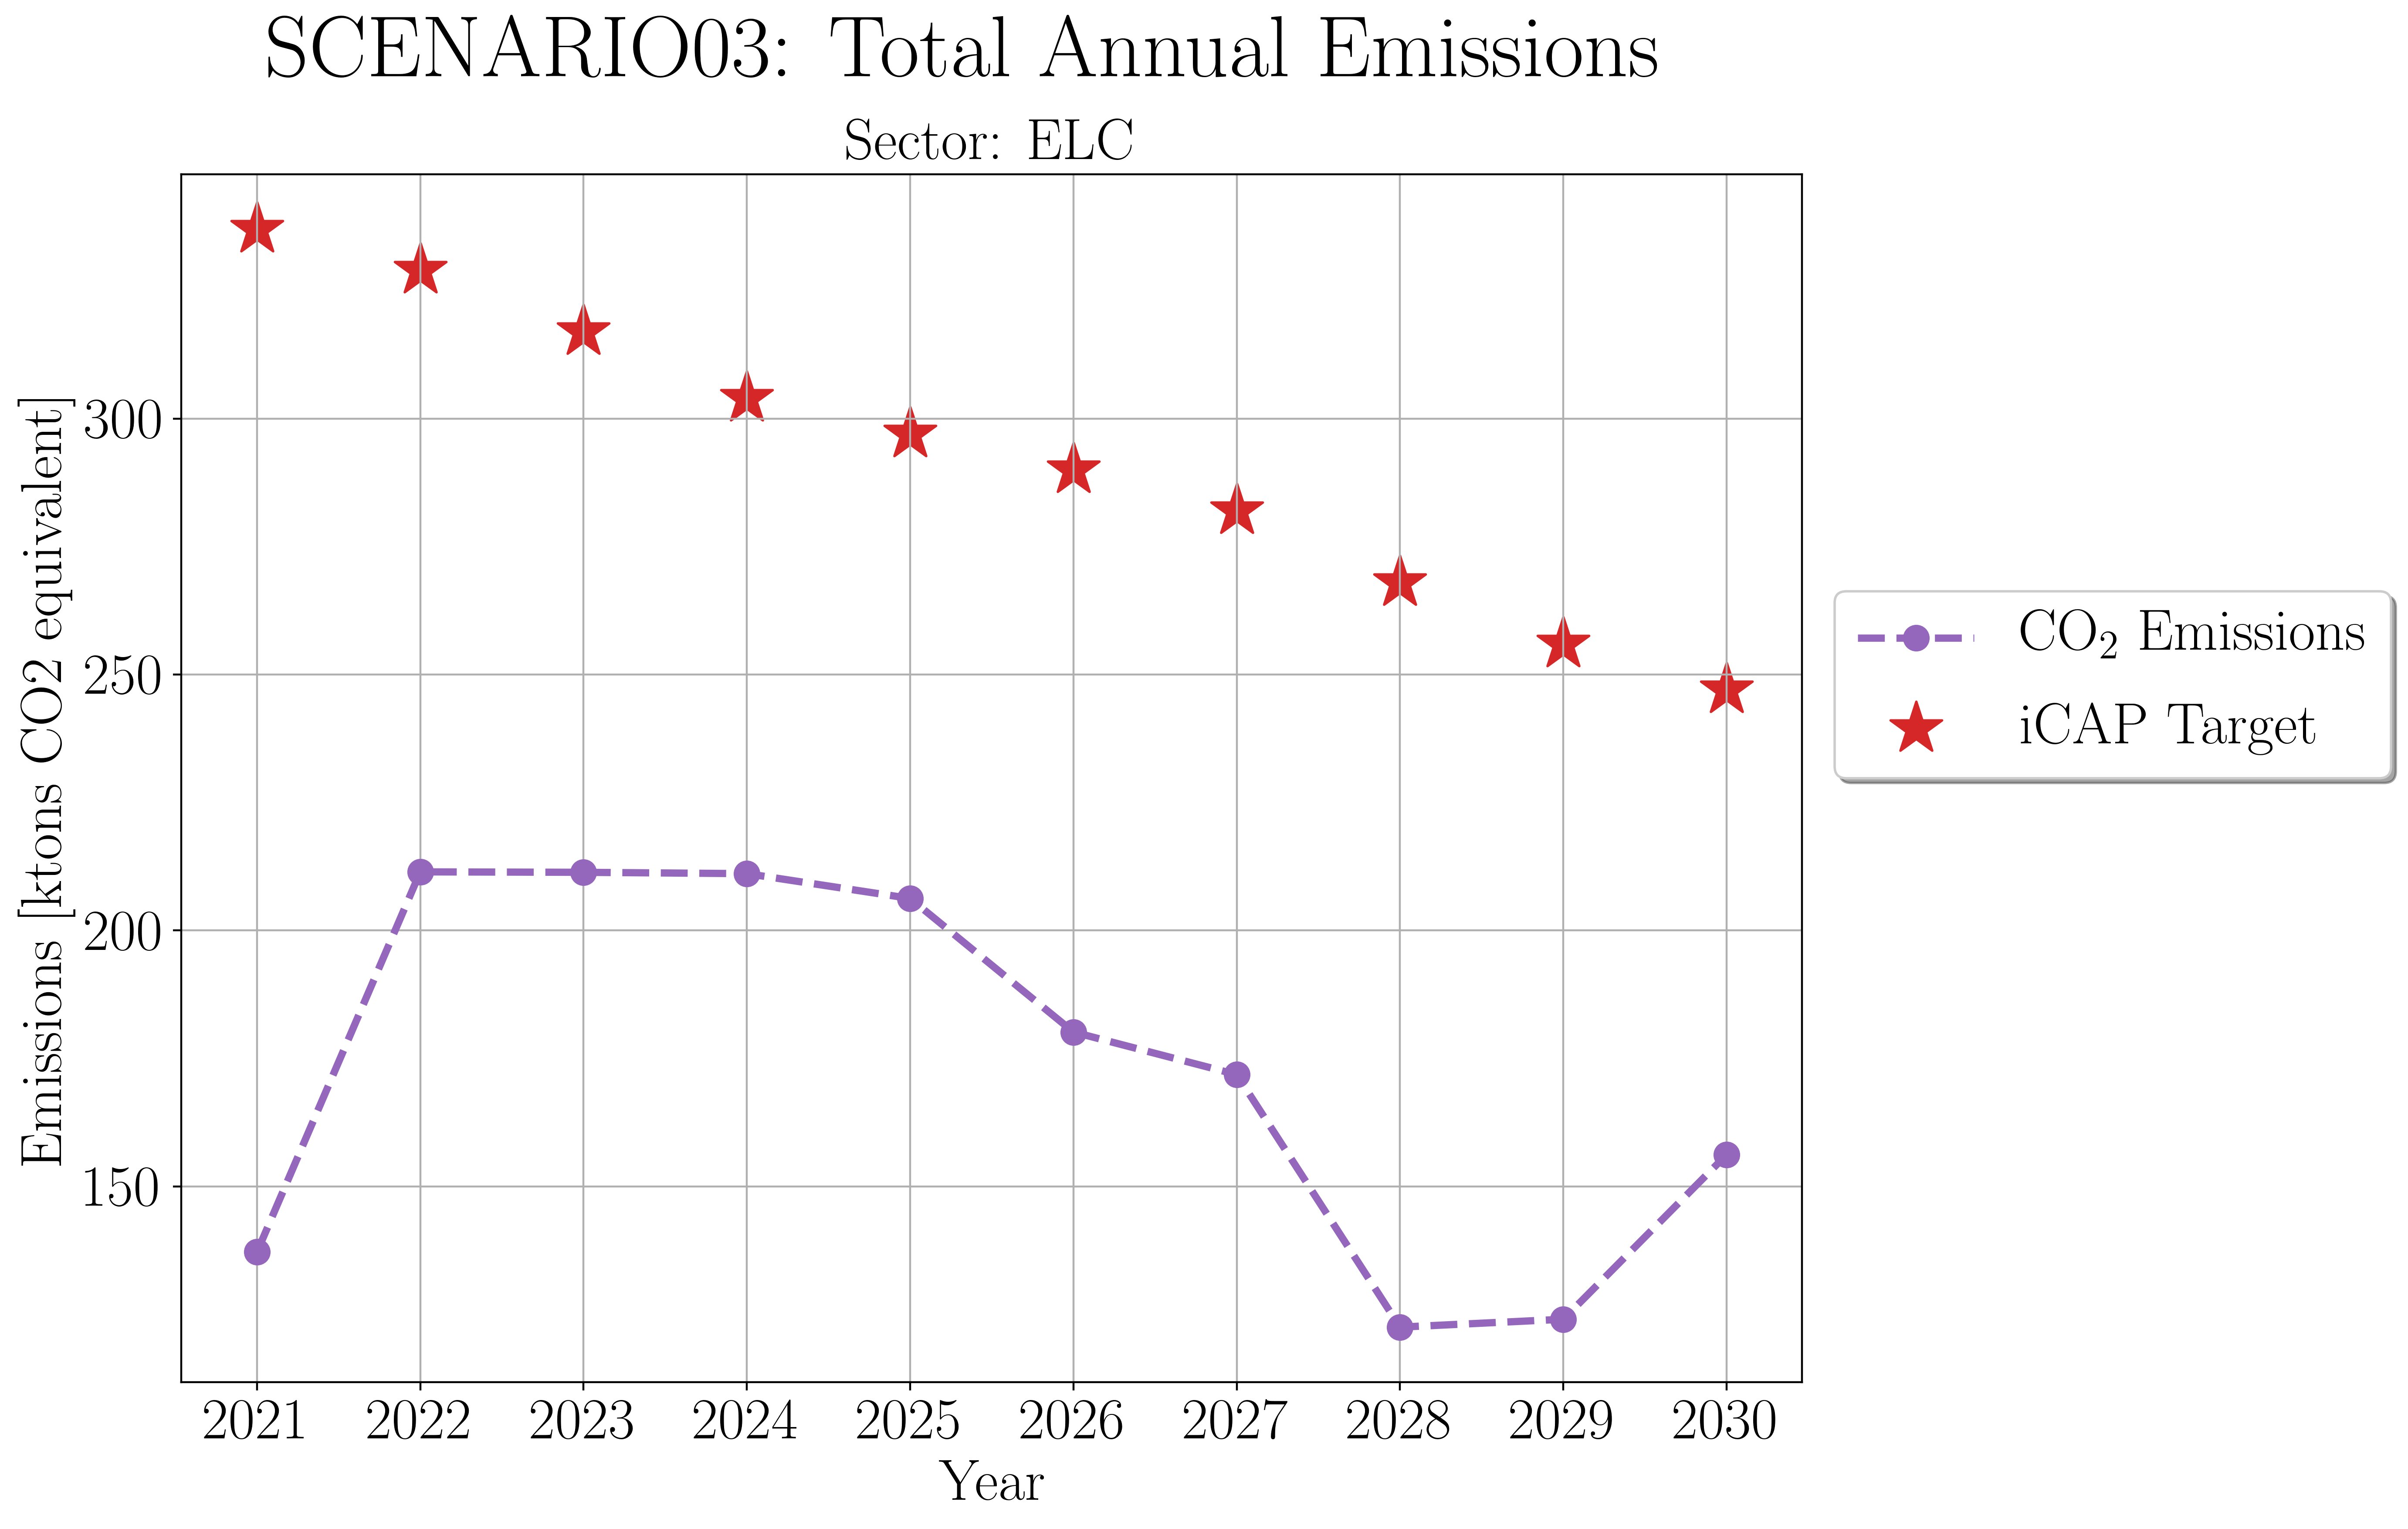 SCENARIO03: Total Annual Emissions
Sector: ELC
Emissions [ktons CO2 equivalent]
300
250
200
150
2021 2022 2023 2024 2025 2026 2027 2028 2029 2030
Year
CO₂ Emissions
iCAP Target